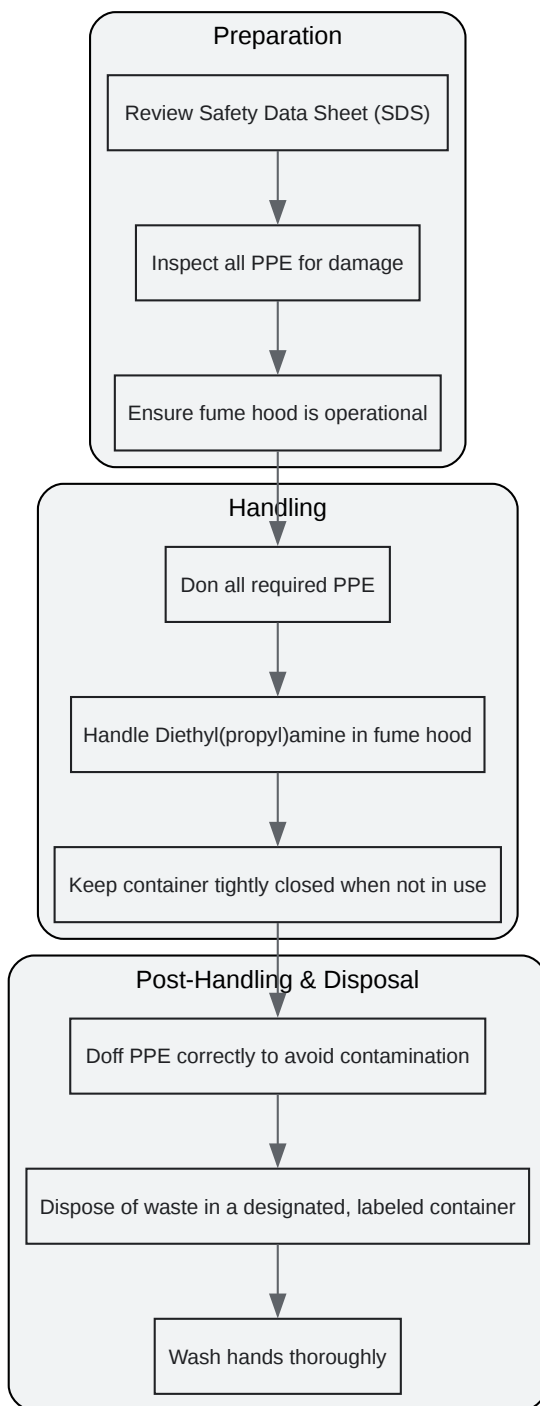 Preparation
Review Safety Data Sheet (SDS)
Inspect all PPE for damage
Ensure fume hood is operational
Handling
Don all required PPE
Handle Diethyl(propyl)amine in fume hood
Keep container tightly closed when not in use
Post-Handling & Disposal
Doff PPE correctly to avoid contamination
Dispose of waste in a designated, labeled container
Wash hands thoroughly